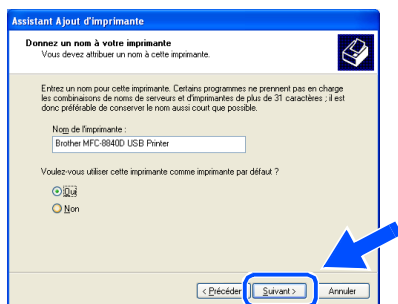 Assistant Ajout d'imprimante
Donnez un nom à votre imprimante
Vous devez attribuer un nom à cette imprimante.
Entrez un nom pour cette imprimante. Certains programmes ne prennent pas en charge
les combinaisons de noms de serveurs et d'imprimantes de plus de 31 caractères ; il est
donc préférable de conserver le nom aussi court que possible.
Nom de l'imprimante :
Brother MFC-8840D USB Printer
Voulez-vous utiliser cette imprimante comme imprimante par défaut ?
Oui
Non
< Précédent Suivant > Annuler